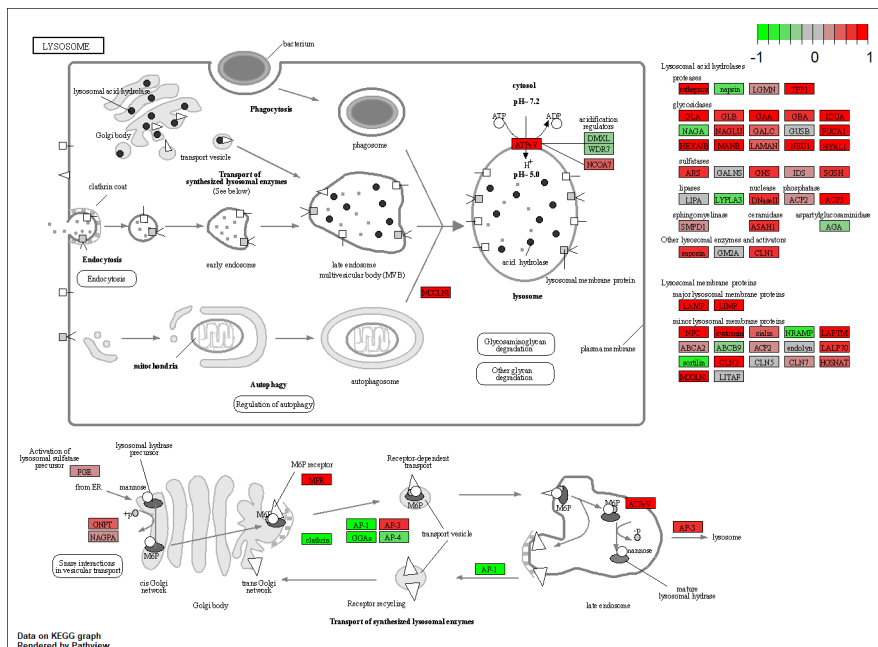 LYSOSOME
bacterium
-1
0
1
lysosomal acid hydrolase
Phagocytosis
Golgi body
transport vesicle
phagosome
cytosol
pH~ 7.2
ATP
ADP
ATPeV
H+
pH~ 5.0
acidification
regulators
DMXL
WDR7
NCOA7
Transport of
synthesized lysosomal enzymes
(See below)
clathrin coat
Endocytosis
Endocytosis
early endosome
late endosome
multivesicular body (MVB)
acid hydrolase
lysosomal membrane protein
lysosome
MCOLN1
mitochondria
Autophagy
autophagosome
Regulation of autophagy
Glycosaminoglycan
degradation
Other glycan
degradation
plasma membrane
Lysosomal acid hydrolases
proteases
cathepsin napsin LGMN TPP1
glycosidases
GLA GLB GAA GBA IDUA
NAGA NAGLU GALC GUSB FUCA1
HEXA/B MANB LAMAN NEU1 HYAL1
sulfatases
ARS GALNS GNS IDS SGSH
lipases nuclease phosphatase
LIPA LYPLA3 DNaseII ACP2 ACP5
sphingomyelinase ceramidase aspartylglucosaminidase
SMPD1 ASAH1 AGA
Other lysosomal enzymes and activators
saposin GM2A CLN1
Lysosomal membrane proteins
major lysosomal membrane proteins
LAMP LIMP
minor lysosomal membrane proteins
NPC cystinosin sialin NRAMP LAPTM
ABCA2 ABCB9 ACP2 endolyn LALP70
sortilin CLN3 CLN5 CLN7 HGSNAT
MCOLN1 LITAF
Activation of
lysosomal sulfatase
precursor
FGE
from ER
lysosomal hydrase
precursor
mannose
+p
GNPT
NAGPA
M6P
Snare interactions
in vesicular transport
cis Golgi
network
Golgi body
trans Golgi
network
M6P receptor
MPR
M6P
clathrin
AP-1 AP-3
GGAs AP-4
Receptor-dependent
transport
M6P
transport vesicle
Receptor recycling
AP-1
M6P
M6P
ATPeV
-p
mannose
AP-3
lysosome
mature
lysosomal hydrase
late endosome
Transport of synthesized lysosomal enzymes
Data on KEGG graph
Rendered by Pathview